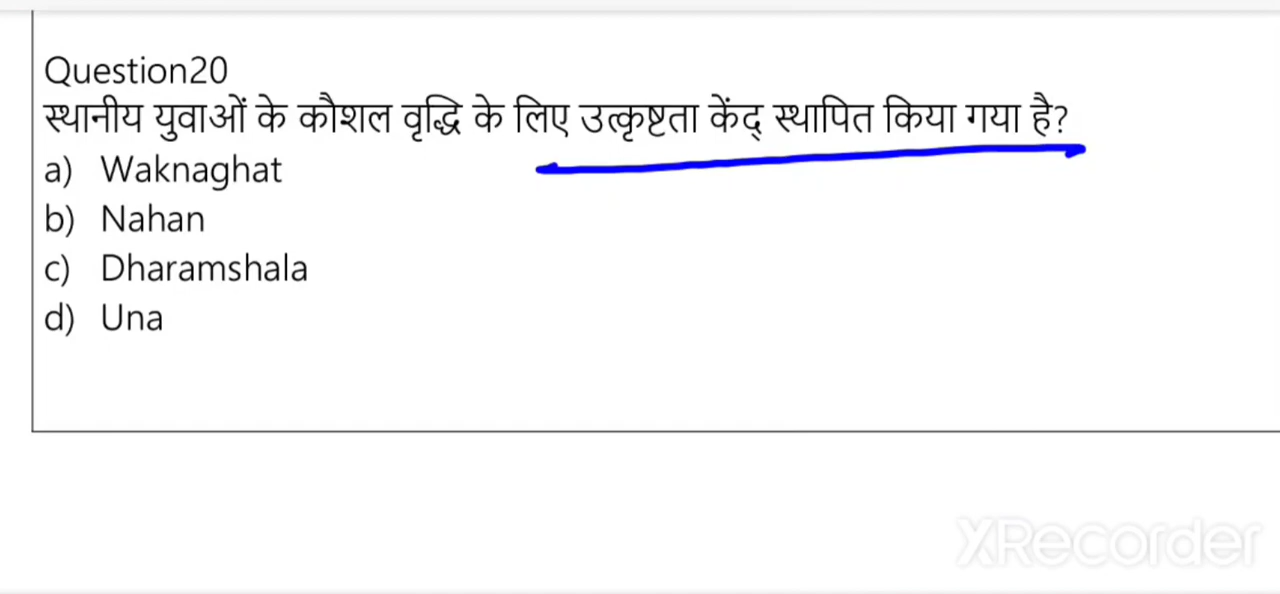 Question20
स्थानीय युवाओं के कौशल वृद्धि के लिए उत्कृष्टता केंद् स्थापित किया गया है?
a) Waknaghat
b) Nahan
c) Dharamshala
d) Una
XRecorder